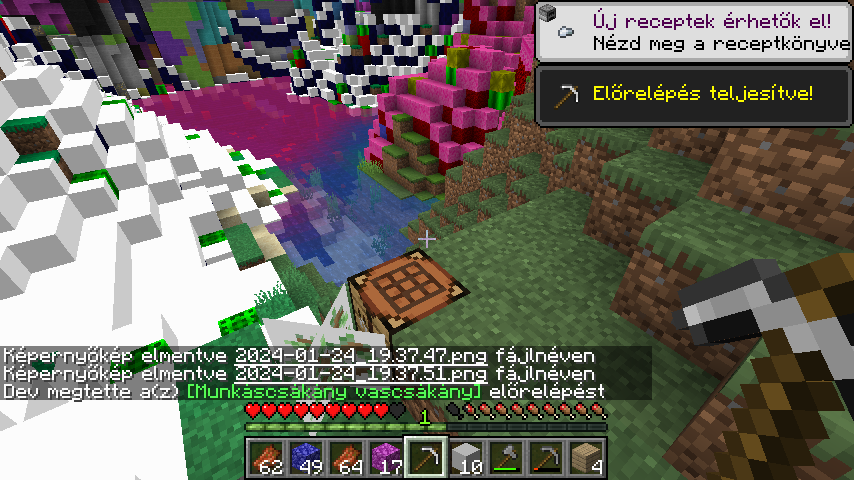 Új receptek érhetők el!
Nézd meg a receptkönyve
Előrelépés teljesítve!
Képernyőkép elmentve 2024-01-24_19.37.47.png fájlnéven
Képernyőkép elmentve 2024-01-24_19.37.51.png fájlnéven
Dev megtette a(z) [Munkáscsákány vascsákány] előrelépést
1
62 49 64 17 10 4